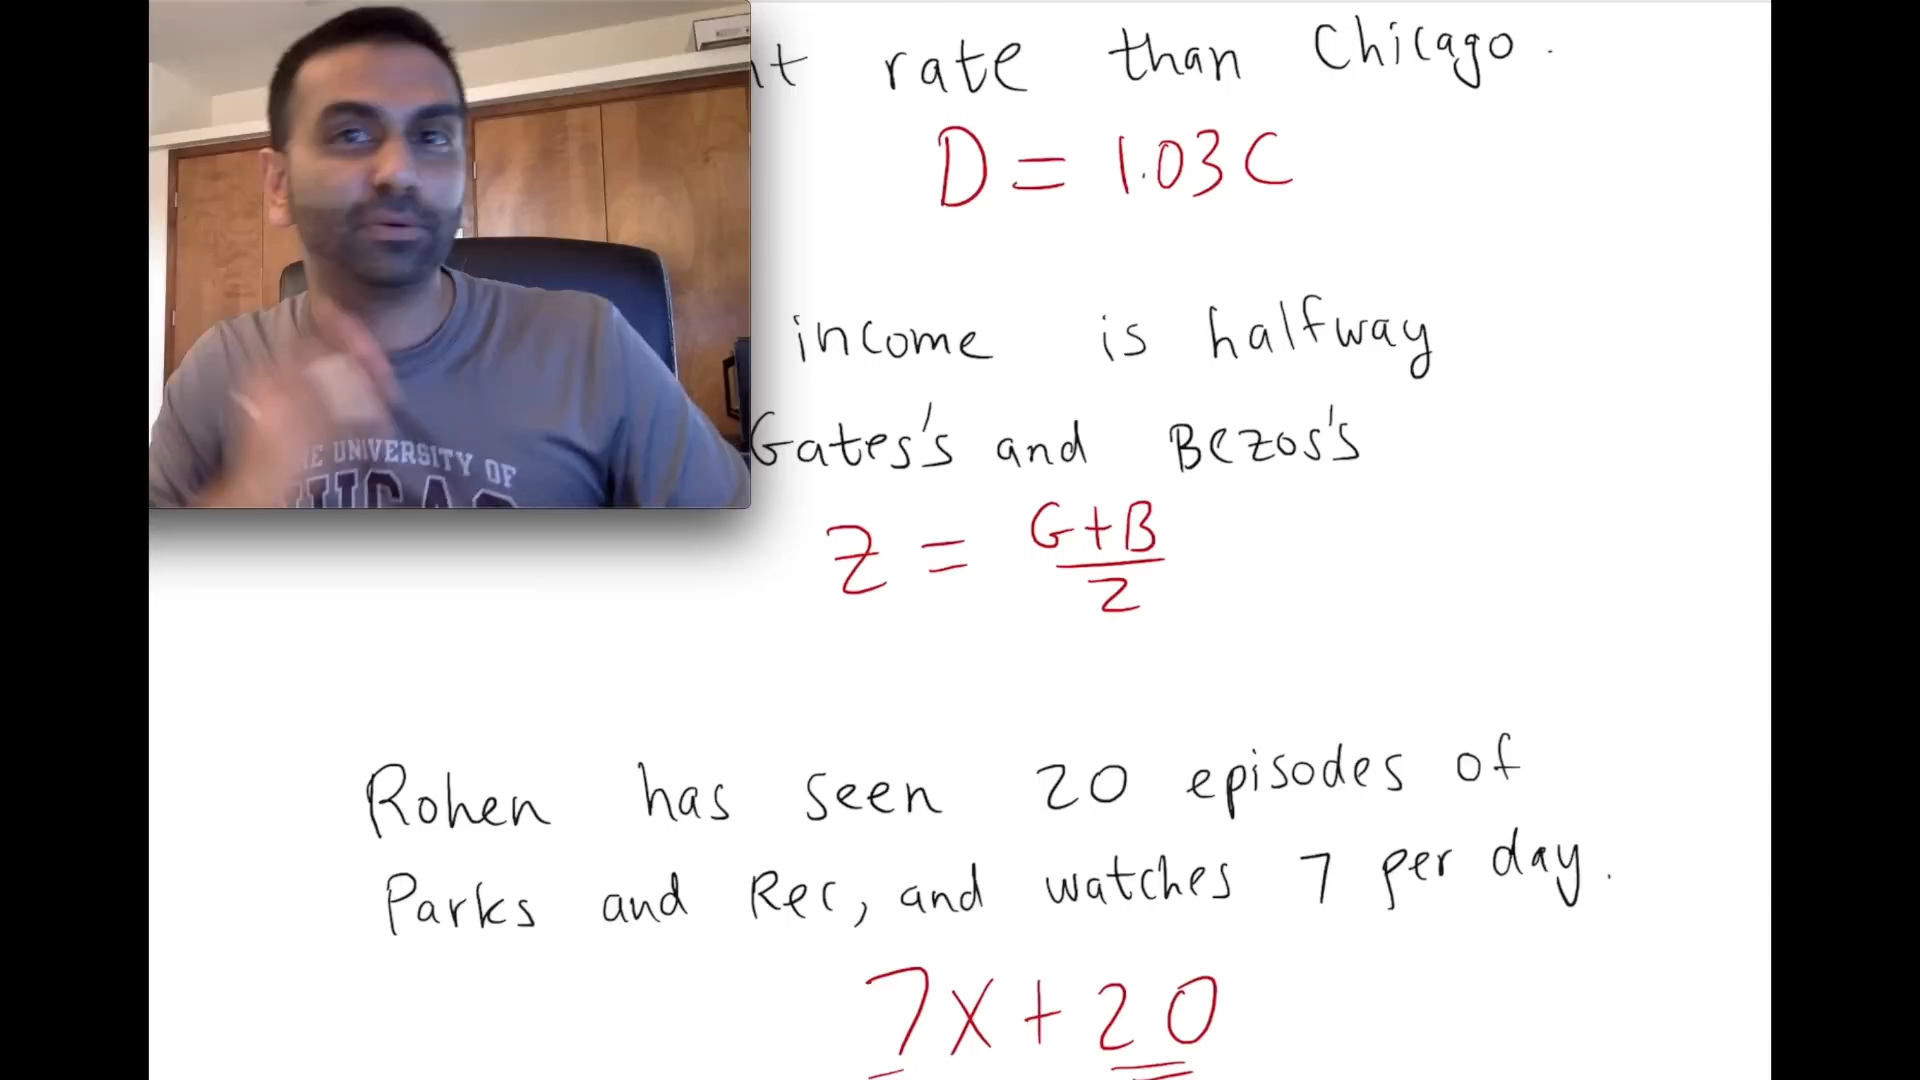 rate than Chicago.
D = 1.03C
income is halfway
Gates's and Bezos's
Z = G+B
2
THE UNIVERSITY OF
Rohen has seen 20 episodes of
Parks and Rec, and watches 7 per day.
7x + 20